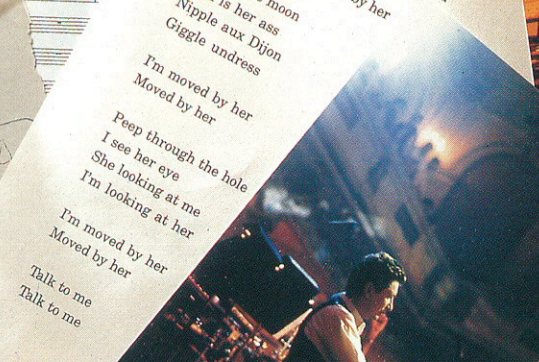 moon
by her
is her ass
Nipple aux Dijon
Giggle undress
I'm moved by her
Moved by her
Peep through the hole
I see her eye
She looking at me
I'm looking at her
I'm moved by her
Moved by her
Talk to me
Talk to me